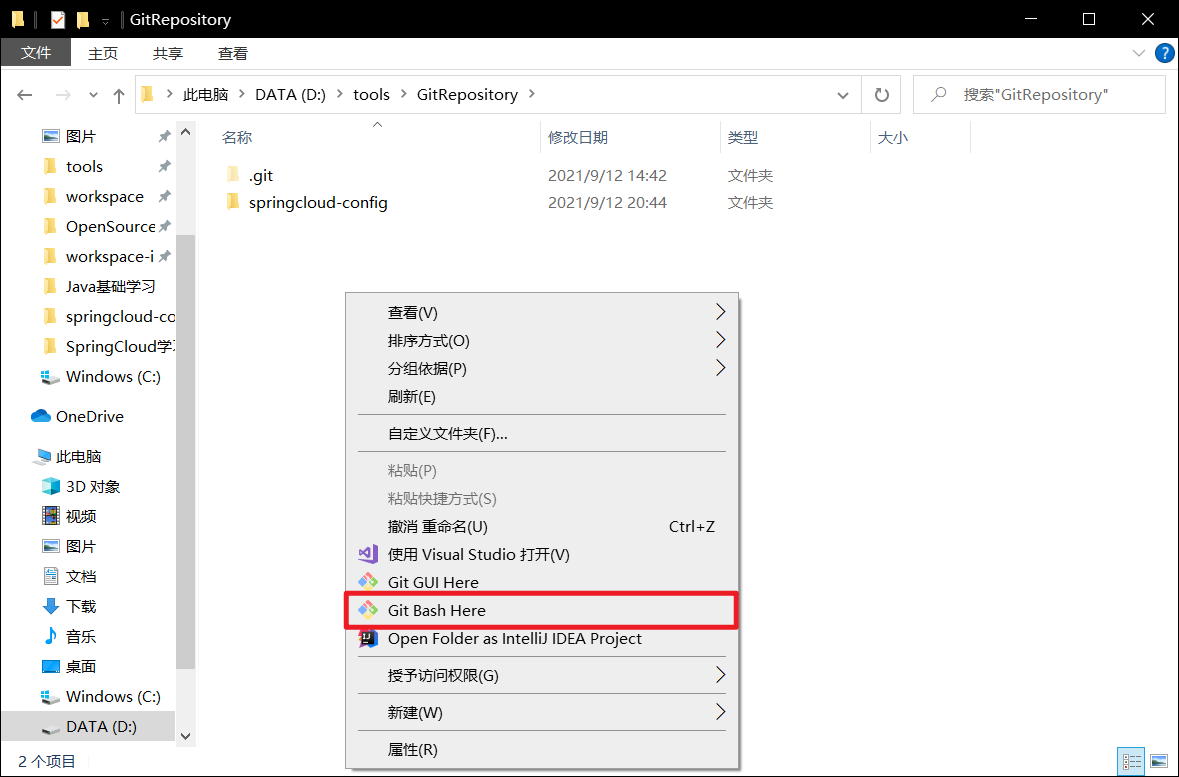 GitRepository
文件 主页 共享 查看
此电脑 DATA (D:) tools GitRepository 搜索"GitRepository"
图片
tools
workspace
OpenSource
workspace-i
Java基础学习
springcloud-co
SpringCloud学
Windows (C:)
OneDrive
此电脑
3D 对象
视频
图片
文档
下载
音乐
桌面
Windows (C:)
DATA (D:)
名称 修改日期 类型 大小
.git 2021/9/12 14:42 文件夹
springcloud-config 2021/9/12 20:44 文件夹
查看(V)
排序方式(O)
分组依据(P)
刷新(E)
自定义文件夹(F)...
粘贴(P)
粘贴快捷方式(S)
撤消 重命名(U) Ctrl+Z
使用 Visual Studio 打开(V)
Git GUI Here
Git Bash Here
Open Folder as IntelliJ IDEA Project
授予访问权限(G)
新建(W)
属性(R)
2 个项目